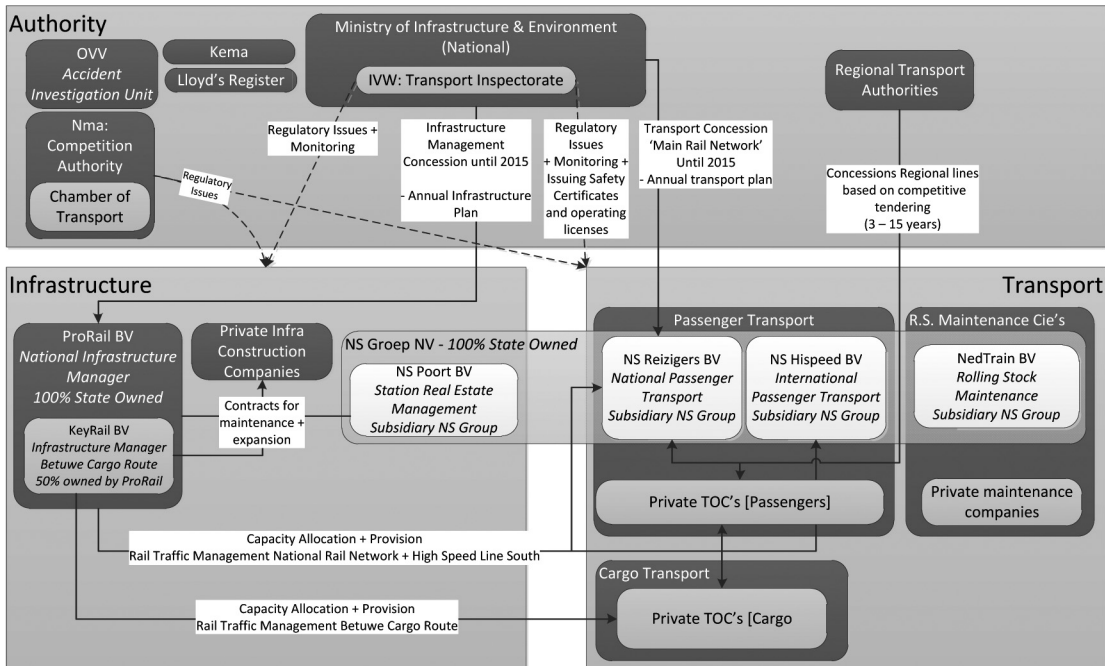 Authority
OVV
Accident
Investigation Unit
Kema
Lloyd's Register
Ministry of Infrastructure & Environment
(National)
IVW: Transport Inspectorate
Regional Transport
Authorities
Nma:
Competition
Authority
Chamber of
Transport
Regulatory
Issues
Regulatory Issues +
Monitoring
Infrastructure
Management
Concession until 2015
- Annual Infrastructure
Plan
Regulatory
Issues
+ Monitoring +
Issuing Safety
Certificates
and operating
licenses
Transport Concession
‘Main Rail Network’
Until 2015
- Annual transport plan
Concessions Regional lines
based on competitive
tendering
(3 – 15 years)
Infrastructure
ProRail BV
National Infrastructure
Manager
100% State Owned
KeyRail BV
Infrastructure Manager
Betuwe Cargo Route
50% owned by ProRail
Private Infra
Construction
Companies
Contracts for
maintenance +
expansion
NS Groep NV - 100% State Owned
NS Poort BV
Station Real Estate
Management
Subsidiary NS Group
Transport
Passenger Transport
NS Reizigers BV
National Passenger
Transport
Subsidiary NS Group
NS Hispeed BV
International
Passenger Transport
Subsidiary NS Group
R.S. Maintenance Cie's
NedTrain BV
Rolling Stock
Maintenance
Subsidiary NS Group
Private TOC's [Passengers]
Private maintenance
companies
Capacity Allocation + Provision
Rail Traffic Management National Rail Network + High Speed Line South
Cargo Transport
Private TOC's [Cargo
Capacity Allocation + Provision
Rail Traffic Management Betuwe Cargo Route